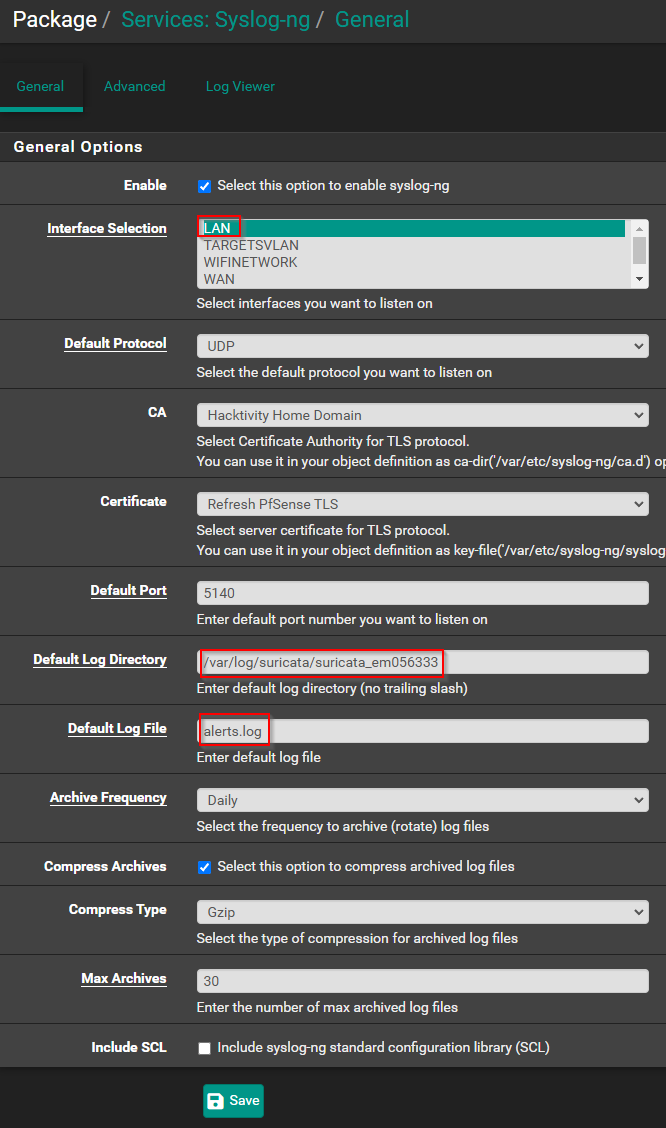 Package / Services: Syslog-ng / General
General Advanced Log Viewer
General Options
Enable Select this option to enable syslog-ng
Interface Selection LAN
TARGETSVLAN
WIFINETWORK
WAN
Select interfaces you want to listen on
Default Protocol UDP
Select the default protocol you want to listen on
CA Hacktivity Home Domain
Select Certificate Authority for TLS protocol.
You can use it in your object definition as ca-dir('/var/etc/syslog-ng/ca.d') op
Certificate Refresh PfSense TLS
Select server certificate for TLS protocol.
You can use it in your object definition as key-file('/var/etc/syslog-ng/syslog
Default Port 5140
Enter default port number you want to listen on
Default Log Directory /var/log/suricata/suricata_em056333
Enter default log directory (no trailing slash)
Default Log File alerts.log
Enter default log file
Archive Frequency Daily
Select the frequency to archive (rotate) log files
Compress Archives Select this option to compress archived log files
Compress Type Gzip
Select the type of compression for archived log files
Max Archives 30
Enter the number of max archived log files
Include SCL Include syslog-ng standard configuration library (SCL)
Save